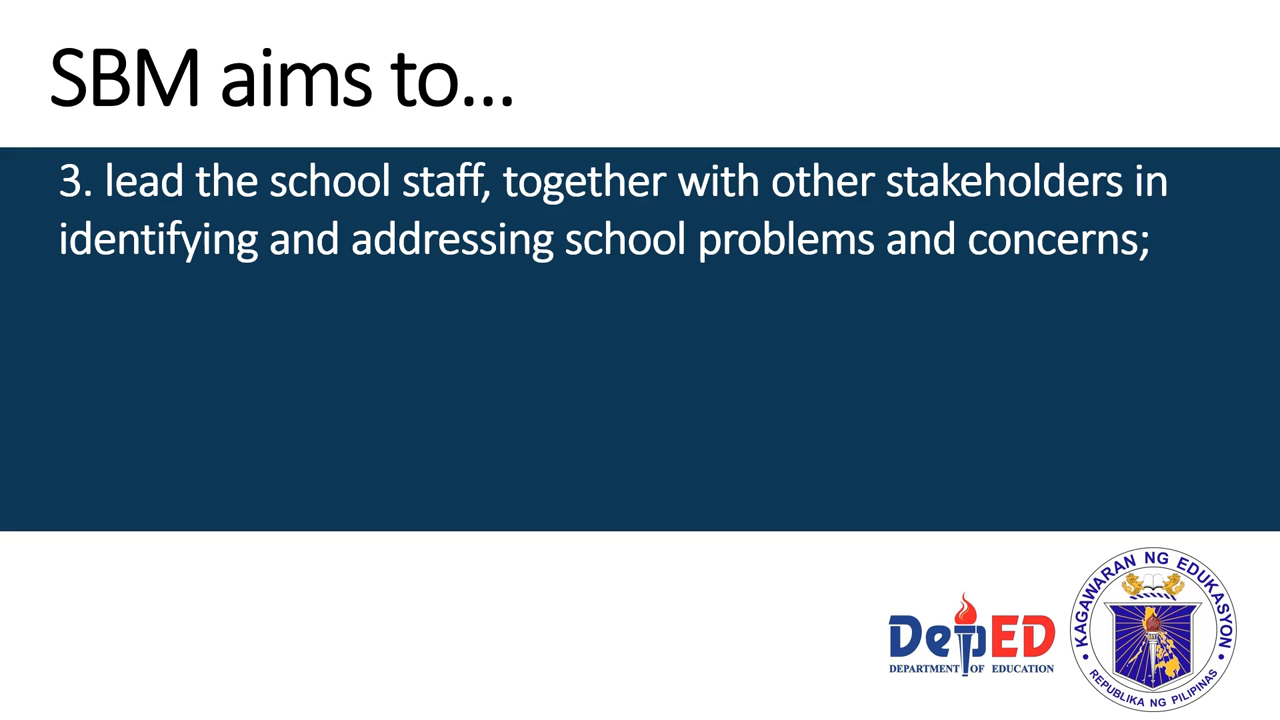 SBM aims to...
3. lead the school staff, together with other stakeholders in
identifying and addressing school problems and concerns;
DepED
DEPARTMENT OF EDUCATION
KAGAWARAN NG EDUKASYON
REPUBLIKA NG PILIPINAS